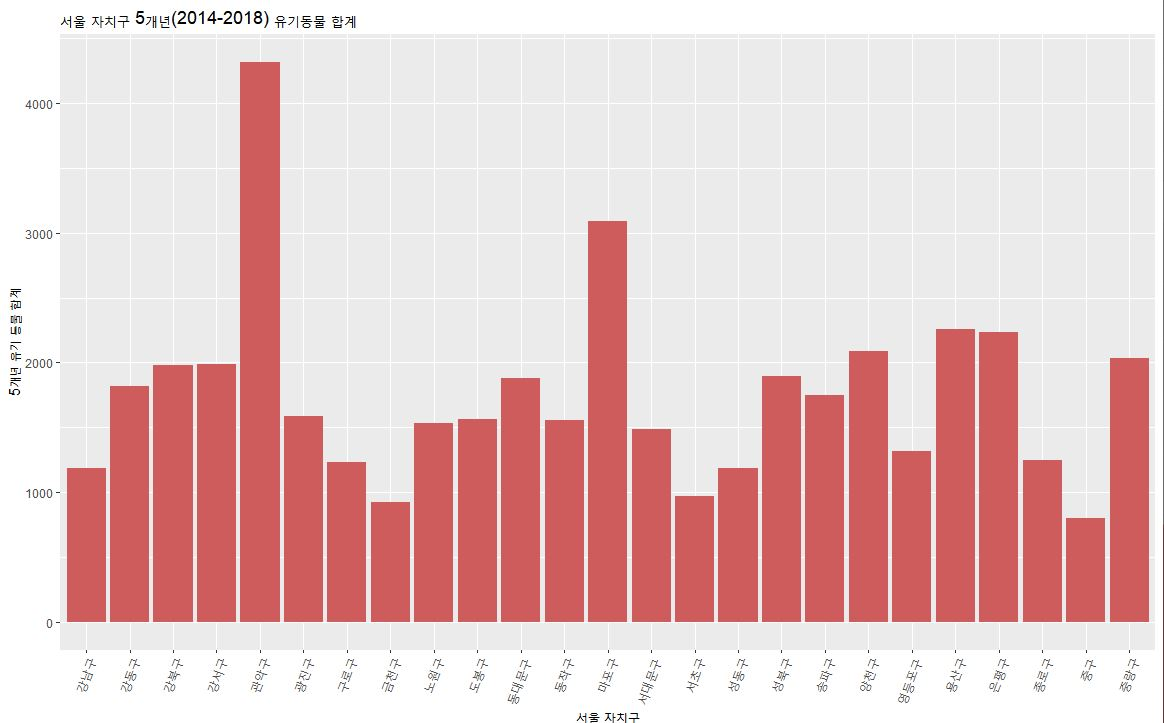 서울 자치구 5개년(2014-2018) 유기동물 합계
5개년 유기 동물 합계
4000
3000
2000
1000
0
강남구
강동구
강북구
강서구
관악구
광진구
구로구
금천구
노원구
도봉구
동대문구
동작구
마포구
서대문구
서초구
성동구
성북구
송파구
양천구
영등포구
용산구
은평구
종로구
중구
중랑구
서울 자치구